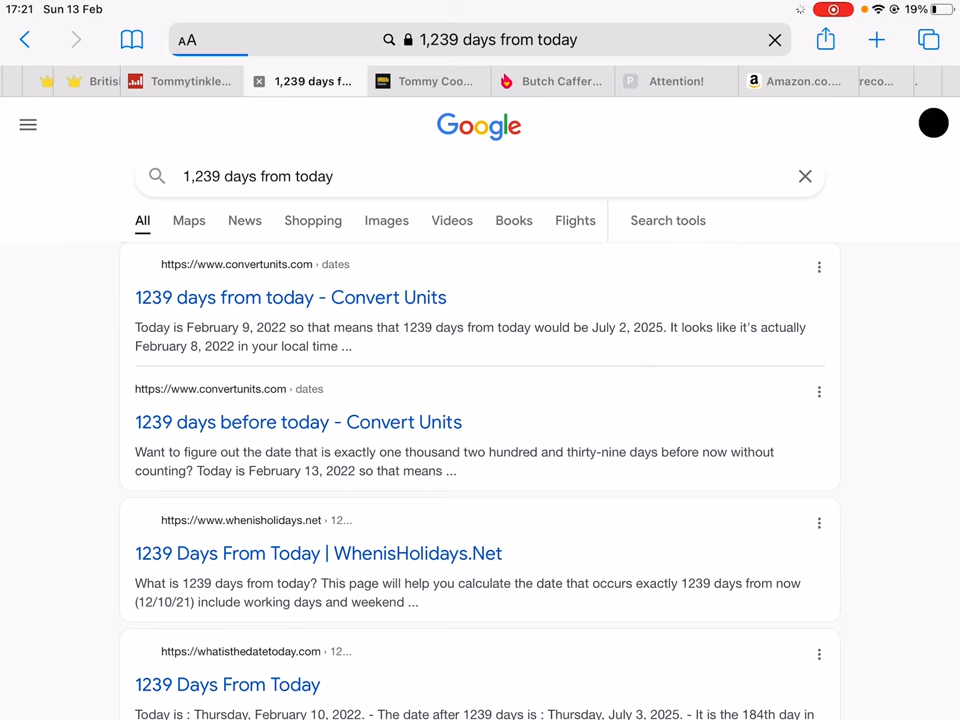 17:21 Sun 13 Feb
19%
AA
1,239 days from today
Britis
Tommytinkle...
1,239 days f...
Tommy Coo...
Butch Caffer...
P
Attention!
a
Amazon.co....
reco...
.
Google
1,239 days from today
All
Maps
News
Shopping
Images
Videos
Books
Flights
Search tools
https://www.convertunits.com › dates
1239 days from today - Convert Units
Today is February 9, 2022 so that means that 1239 days from today would be July 2, 2025. It looks like it's actually
February 8, 2022 in your local time ...
https://www.convertunits.com › dates
1239 days before today - Convert Units
Want to figure out the date that is exactly one thousand two hundred and thirty-nine days before now without
counting? Today is February 13, 2022 so that means ...
https://www.whenisholidays.net › 12...
1239 Days From Today | WhenisHolidays.Net
What is 1239 days from today? This page will help you calculate the date that occurs exactly 1239 days from now
(12/10/21) include working days and weekend ...
https://whatisthedatetoday.com › 12...
1239 Days From Today
Today is : Thursday, February 10, 2022. - The date after 1239 days is : Thursday, July 3, 2025. - It is the 184th day in